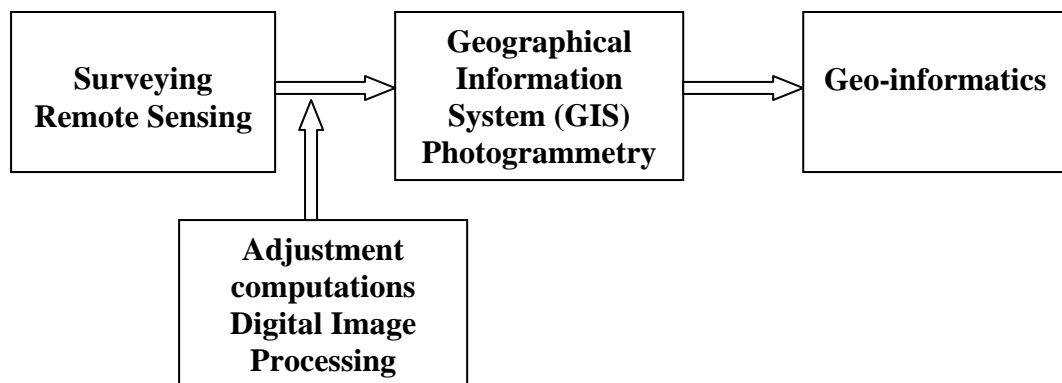 Surveying
Remote Sensing
Geographical
Information
System (GIS)
Photogrammetry
Geo-informatics
Adjustment
computations
Digital Image
Processing